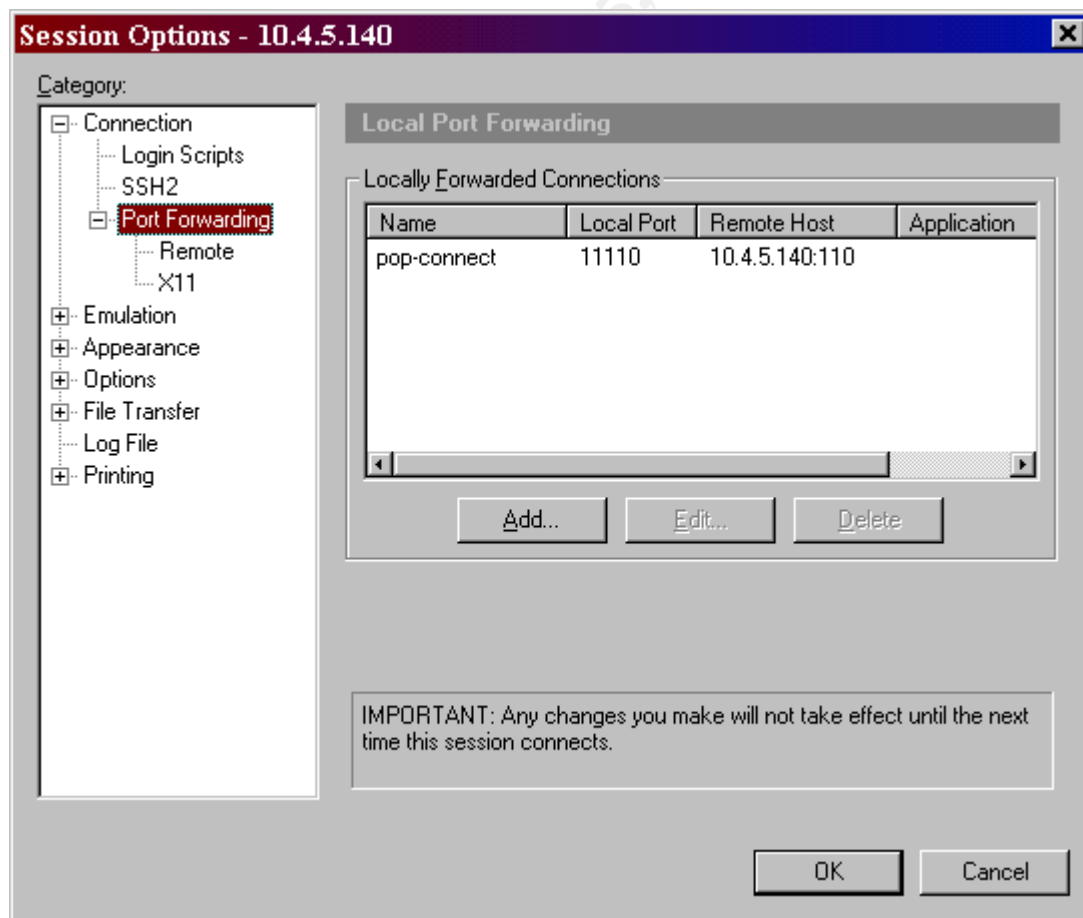 Session Options - 10.4.5.140
Category:
Connection
Login Scripts
SSH2
Port Forwarding
Remote
X11
Emulation
Appearance
Options
File Transfer
Log File
Printing
Local Port Forwarding
Locally Forwarded Connections
Name Local Port Remote Host Application
pop-connect 11110 10.4.5.140:110
Add... Edit... Delete
IMPORTANT: Any changes you make will not take effect until the next
time this session connects.
OK Cancel